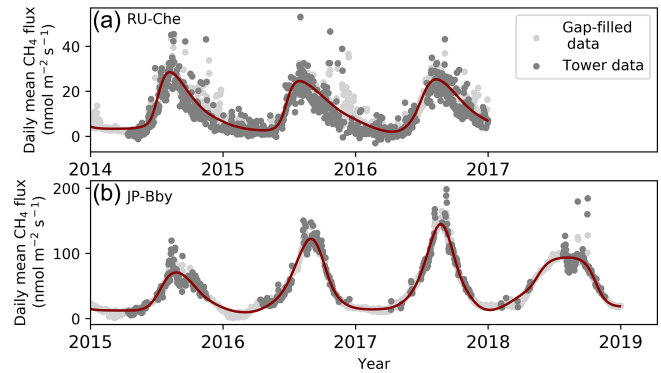 (a) RU-Che
Gap-filled
data
Tower data
Daily mean CH₄ flux
(nmol m⁻² s⁻¹)
40
20
0
2014 2015 2016 2017
(b) JP-Bby
Daily mean CH₄ flux
(nmol m⁻² s⁻¹)
200
100
0
2015 2016 2017 2018 2019
Year